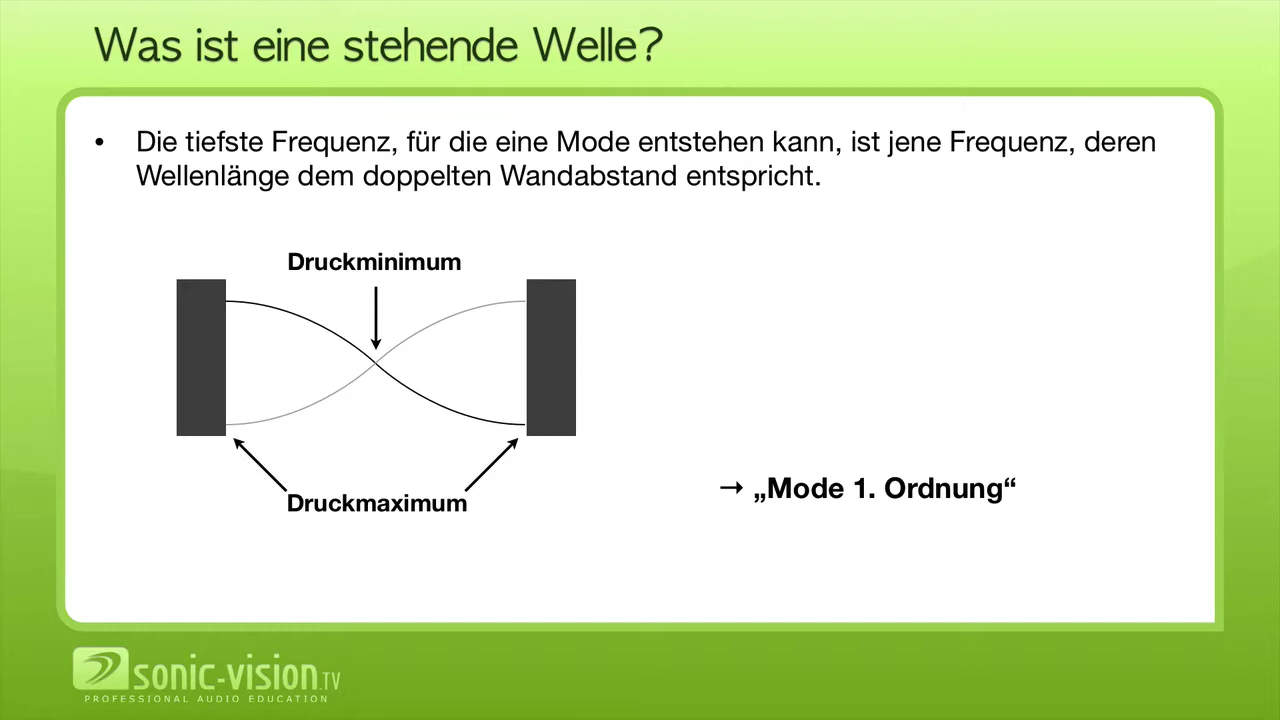 Was ist eine stehende Welle?
• Die tiefste Frequenz, für die eine Mode entstehen kann, ist jene Frequenz, deren
Wellenlänge dem doppelten Wandabstand entspricht.
Druckminimum
Druckmaximum
→ „Mode 1. Ordnung“
sonic-vision.TV
PROFESSIONAL AUDIO EDUCATION